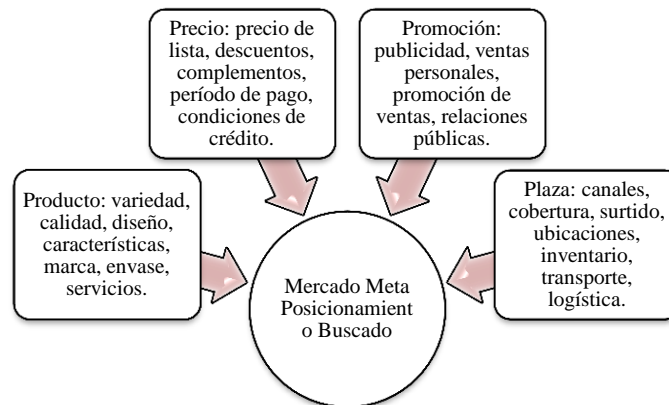 Precio: precio de
lista, descuentos,
complementos,
período de pago,
condiciones de
crédito.
Promoción:
publicidad, ventas
personales,
promoción de
ventas, relaciones
públicas.
Producto: variedad,
calidad, diseño,
características,
marca, envase,
servicios.
Plaza: canales,
cobertura, surtido,
ubicaciones,
inventario,
transporte,
logística.
Mercado Meta
Posicionamient
o Buscado